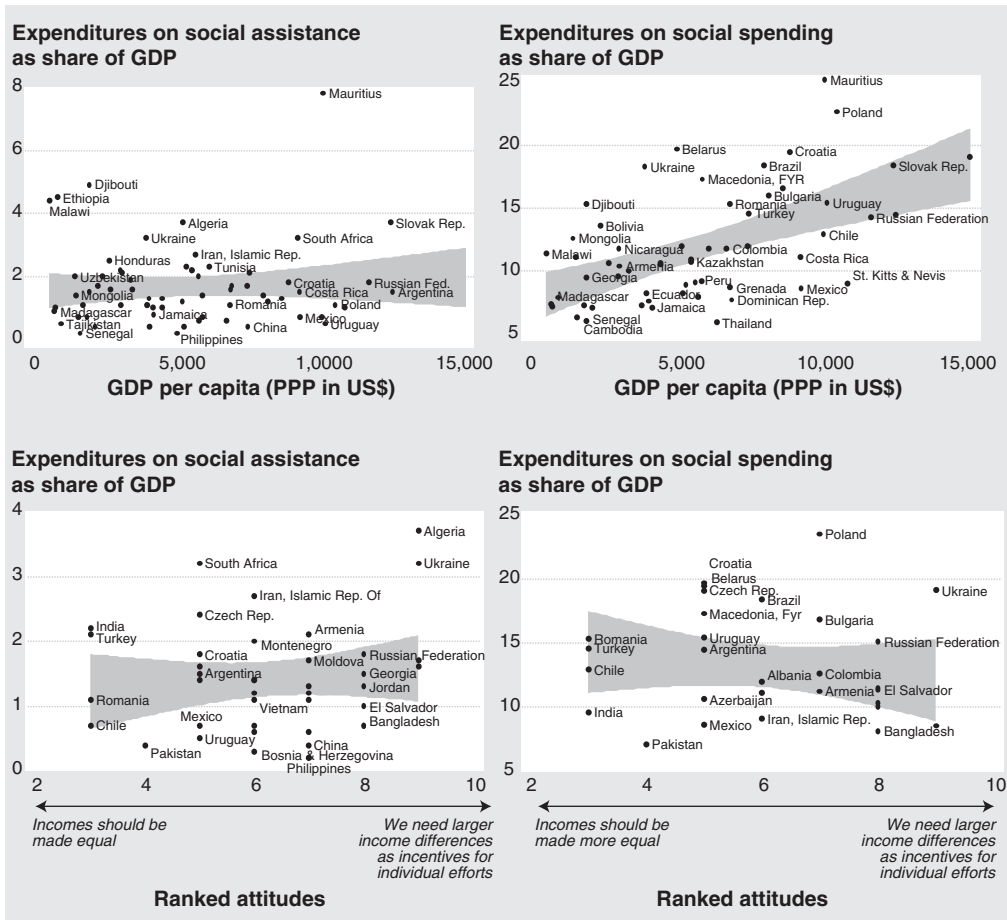 Expenditures on social assistance
as share of GDP
8
6
4
2
0
Mauritius
Djibouti
Ethiopia
Malawi
Algeria
Slovak Rep.
Ukraine
South Africa
Iran, Islamic Rep.
Honduras
Tunisia
Uzbekistan
Croatia
Russian Fed.
Mongolia
Costa Rica
Argentina
Madagascar
Jamaica
Romania
Poland
Tajikistan
Mexico
Senegal
China
Uruguay
Philippines
0
5,000
1,0000
15,000
GDP per capita (PPP in US$)
Expenditures on social spending
as share of GDP
25
20
15
10
5
Mauritius
Poland
Belarus
Croatia
Ukraine
Brazil
Slovak Rep.
Macedonia, FYR
Bulgaria
Djibouti
Romania
Uruguay
Turkey
Russian Federation
Bolivia
Mongolia
Chile
Malawi
Nicaragua
Colombia
Costa Rica
Armenia
Kazakhstan
Georgia
St. Kitts & Nevis
Peru
Grenada
Mexico
Madagascar
Ecuador
Dominican Rep.
Jamaica
Senegal
Cambodia
Thailand
0
5,000
10,000
15,000
GDP per capita (PPP in US$)
Expenditures on social assistance
as share of GDP
4
3
2
1
0
Algeria
South Africa
Ukraine
Iran, Islamic Rep. Of
Czech Rep.
India
Turkey
Armenia
Montenegro
Croatia
Moldova
Russian Federation
Argentina
Georgia
Jordan
Romania
Vietnam
El Salvador
Chile
Mexico
Bangladesh
Uruguay
Pakistan
China
Bosnia & Herzegovina
Philippines
2
4
6
8
10
Incomes should be
made equal
We need larger
income differences
as incentives for
individual efforts
Ranked attitudes
Expenditures on social spending
as share of GDP
25
20
15
10
5
Poland
Croatia
Belarus
Czech Rep.
Ukraine
Brazil
Macedonia, Fyr
Bulgaria
Romania
Uruguay
Russian Federation
Turkey
Argentina
Chile
Albania
Colombia
Azerbaijan
Armenia
El Salvador
India
Mexico
Iran, Islamic Rep.
Bangladesh
Pakistan
2
4
6
8
10
Incomes should be
made more equal
We need larger
income differences
as incentives for
individual efforts
Ranked attitudes